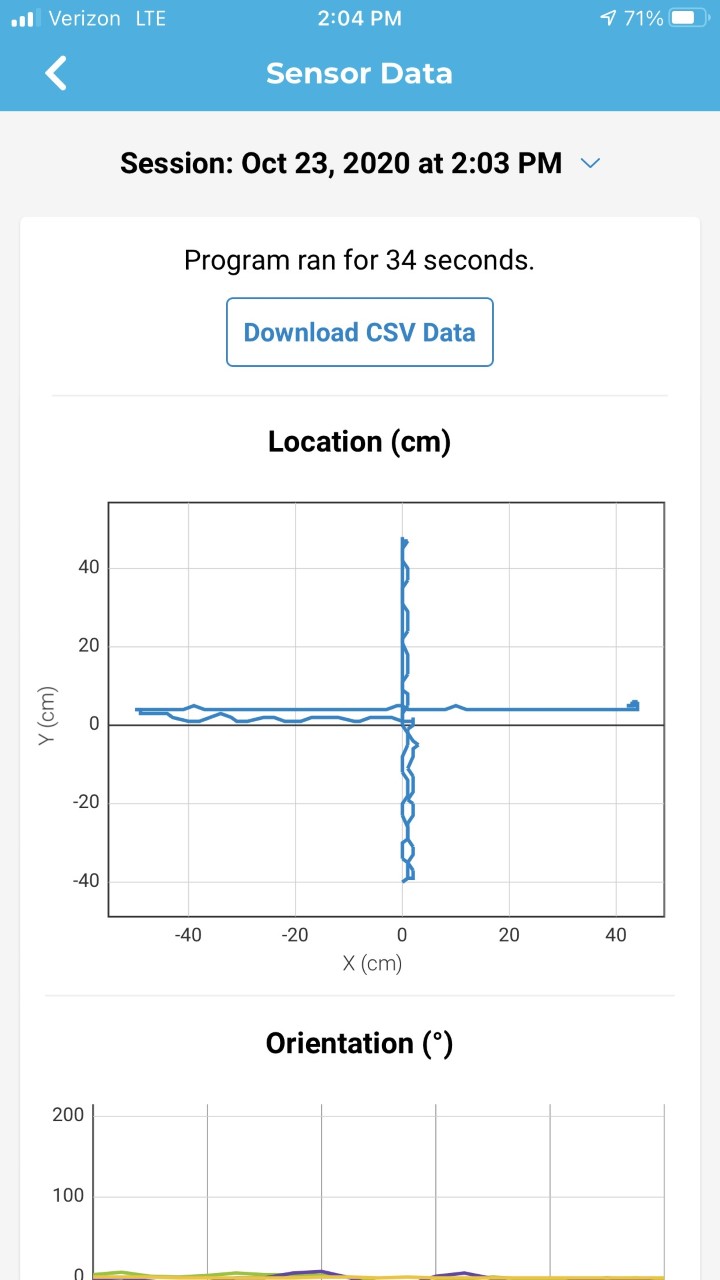 Verizon LTE 2:04 PM 71%
Sensor Data
Session: Oct 23, 2020 at 2:03 PM
Program ran for 34 seconds.
Download CSV Data
Location (cm)
40
20
0
-20
-40
Y (cm)
-40 -20 0 20 40
X (cm)
Orientation (°)
200
100
0